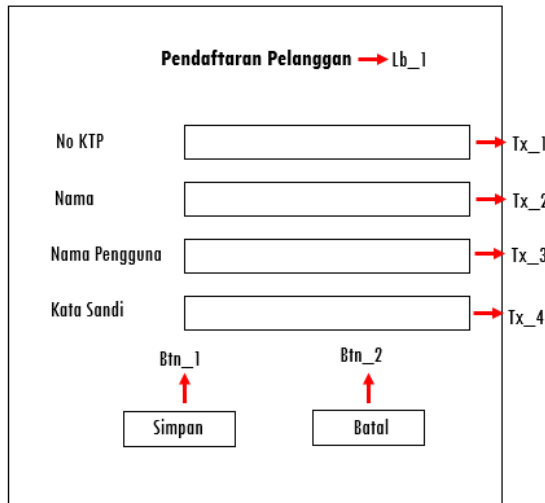 Pendaftaran Pelanggan Lb_1
No KTP Tx_1
Nama Tx_2
Nama Pengguna Tx_3
Kata Sandi Tx_4
Btn_1 Btn_2
Simpan Batal